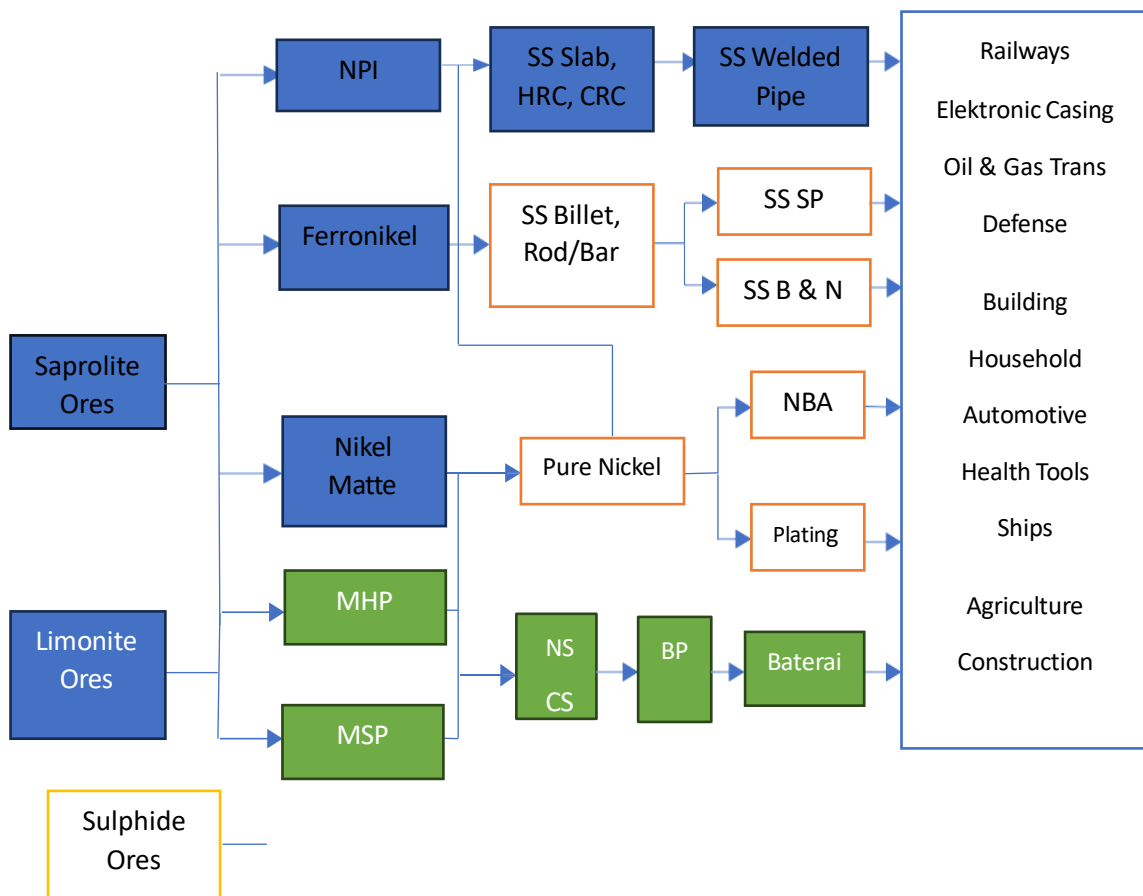 NPI
SS Slab,
HRC, CRC
SS Welded
Pipe
Railways
Elektronic Casing
Oil & Gas Trans
Defense
Building
Household
Automotive
Health Tools
Ships
Agriculture
Construction
Ferronikel
SS Billet,
Rod/Bar
SS SP
SS B & N
Saprolite
Ores
Nikel
Matte
Pure Nickel
NBA
Plating
MHP
Limonite
Ores
MSP
NS
CS
BP
Baterai
Sulphide
Ores